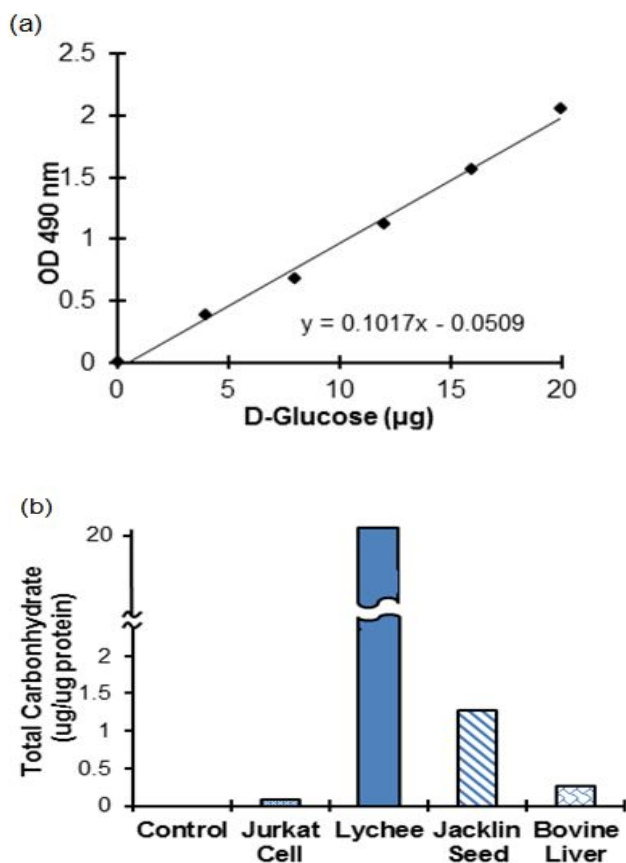 (a)
2.5
2
1.5
1
0.5
0
OD 490 nm
y = 0.1017x - 0.0509
0 5 10 15 20
D-Glucose (µg)
(b)
20
2
1.5
1
0.5
0
Total Carbonhydrate
(ug/ug protein)
Control Jurkat Lychee Jacklin Bovine
Cell Seed Liver